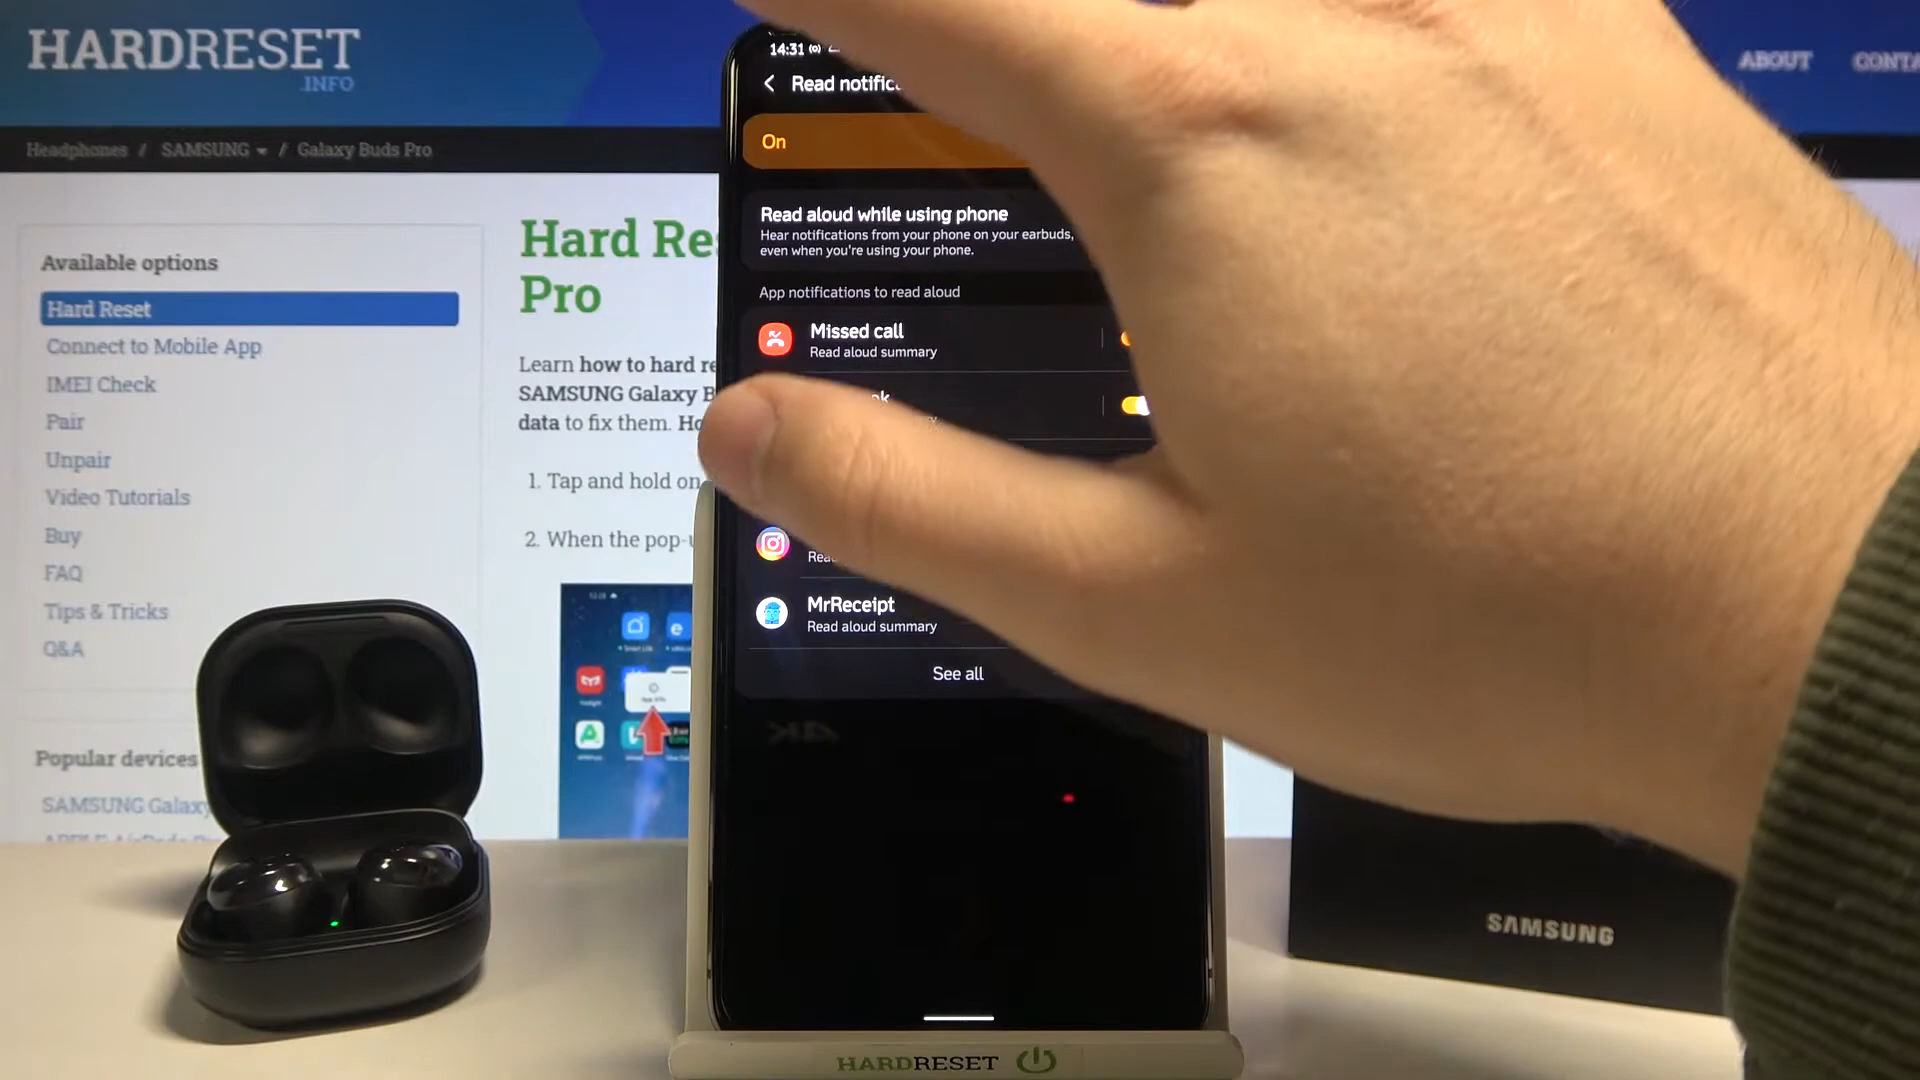 HARDRESET
.INFO
ABOUT
Headphones / SAMSUNG / Galaxy Buds Pro
Available options
Hard Reset
Connect to Mobile App
IMEI Check
Pair
Unpair
Video Tutorials
Buy
FAQ
Tips & Tricks
Q&A
Popular devices
SAMSUNG Galaxy
Hard Re
Pro
Learn how to hard re
SAMSUNG Galaxy B
data to fix them. Ho
1. Tap and hold on
2. When the pop-u
14:31
Read notific
On
Read aloud while using phone
Hear notifications from your phone on your earbuds,
even when you're using your phone.
App notifications to read aloud
Missed call
Read aloud summary
MrReceipt
Read aloud summary
See all
SAMSUNG
HARDRESET